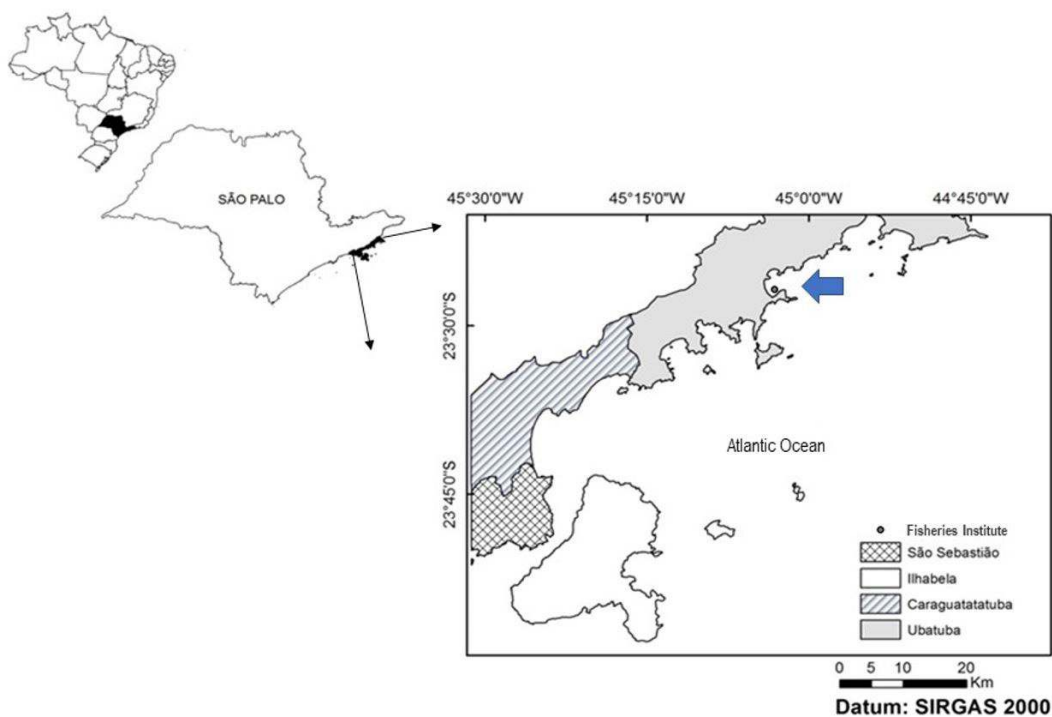 SÃO PALO
45°30'0"W 45°15'0"W 45°0'0"W 44°45'0"W
23°30'0"S
23°45'0"S
Atlantic Ocean
Fisheries Institute
São Sebastião
Ilhabela
Caraguatatatuba
Ubatuba
0 5 10 20
Km
Datum: SIRGAS 2000